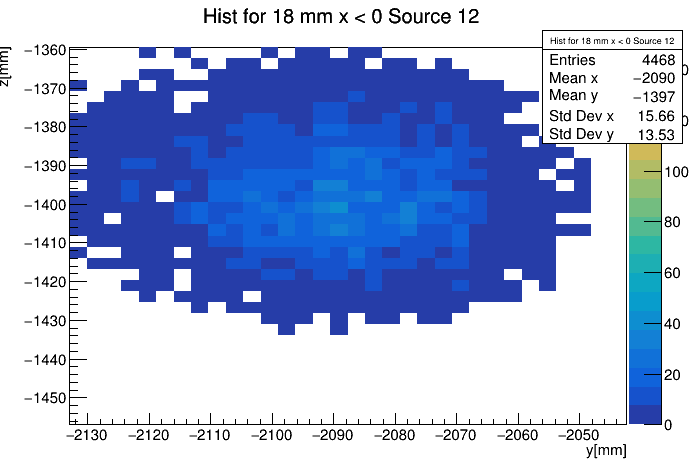 Hist for 18 mm x < 0 Source 12
z[mm]
−1360
−1370
−1380
−1390
−1400
−1410
−1420
−1430
−1440
−1450
−2130 −2120 −2110 −2100 −2090 −2080 −2070 −2060 −2050
y[mm]
Hist for 18 mm x < 0 Source 12
Entries 4468
Mean x −2090
Mean y −1397
Std Dev x 15.66
Std Dev y 13.53
100
80
60
40
20
0